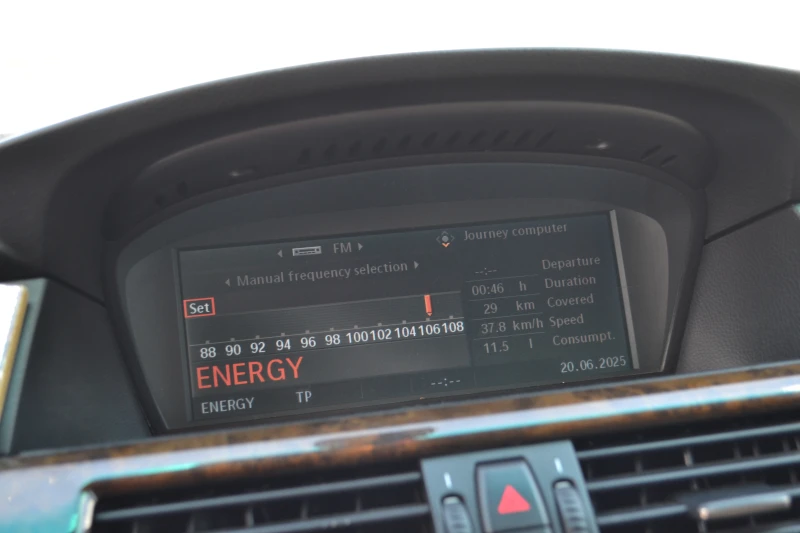 FM
Manual frequency selection
Set
88 90 92 94 96 98 100 102 104 106 108
ENERGY
ENERGY TP
--:--
Journey computer
--:-- Departure
00:46 h Duration
29 km Covered
37.8 km/h Speed
11.5 l Consumpt.
20.06.2025